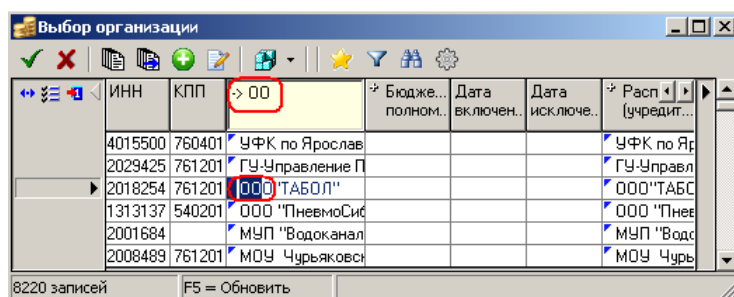 Выбор организации
ИНН КПП -> ОО Бюдже... полном.. Дата включен.. Дата исключе.. Расп (учредит...
4015500 760401 УФК по Ярослав УФК по Яр
2029425 761201 ГУ-Управление П ГУ-Управл
2018254 761201 ООО"ТАБОЛ" ООО"ТАБО
1313137 540201 ООО "ПневмоСиб ООО "Пнев
2001684 МУП "Водоканал МУП "Водо
2008489 761201 МОУ Чурьяковск МОУ Чурь
8220 записей F5 = Обновить